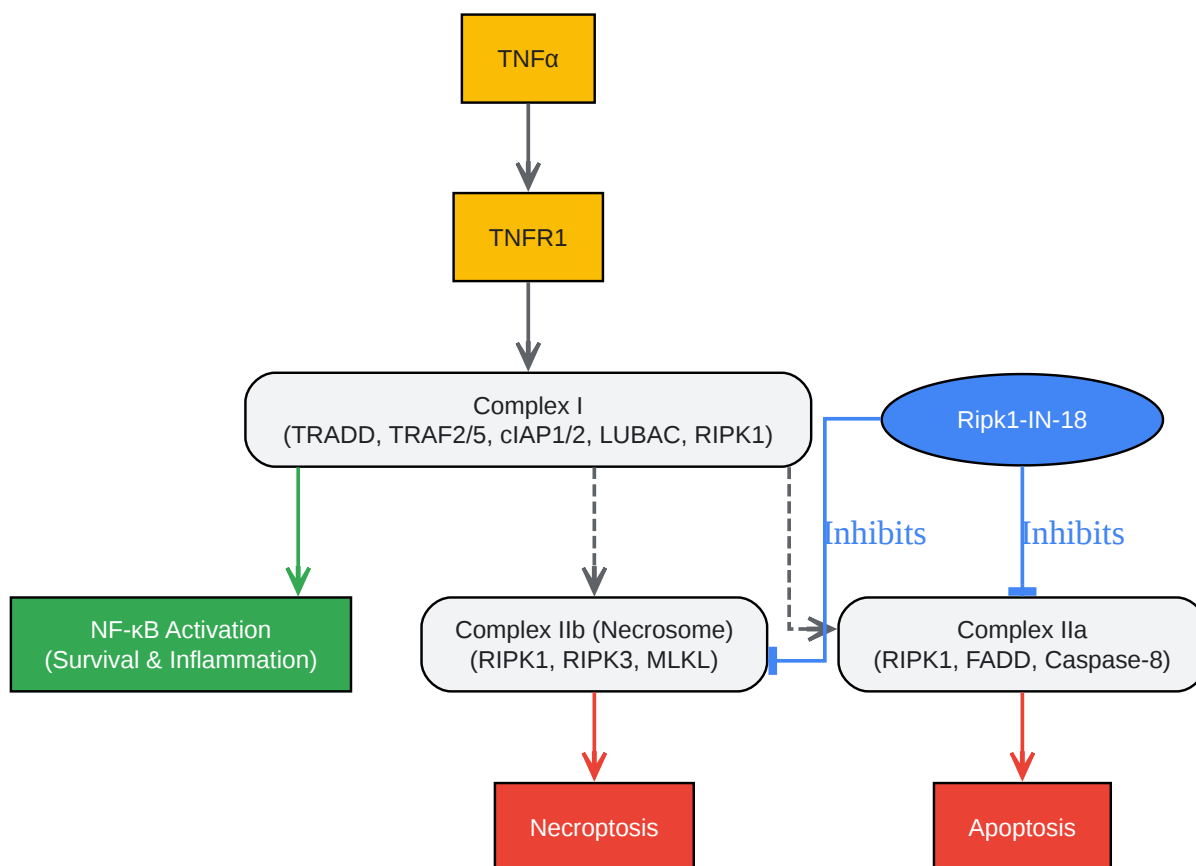 TNFα
TNFR1
Complex I
(TRADD, TRAF2/5, cIAP1/2, LUBAC, RIPK1)
Ripk1-IN-18
Inhibits
Inhibits
NF-κB Activation
(Survival & Inflammation)
Complex IIb (Necrosome)
(RIPK1, RIPK3, MLKL)
Complex IIa
(RIPK1, FADD, Caspase-8)
Necroptosis
Apoptosis